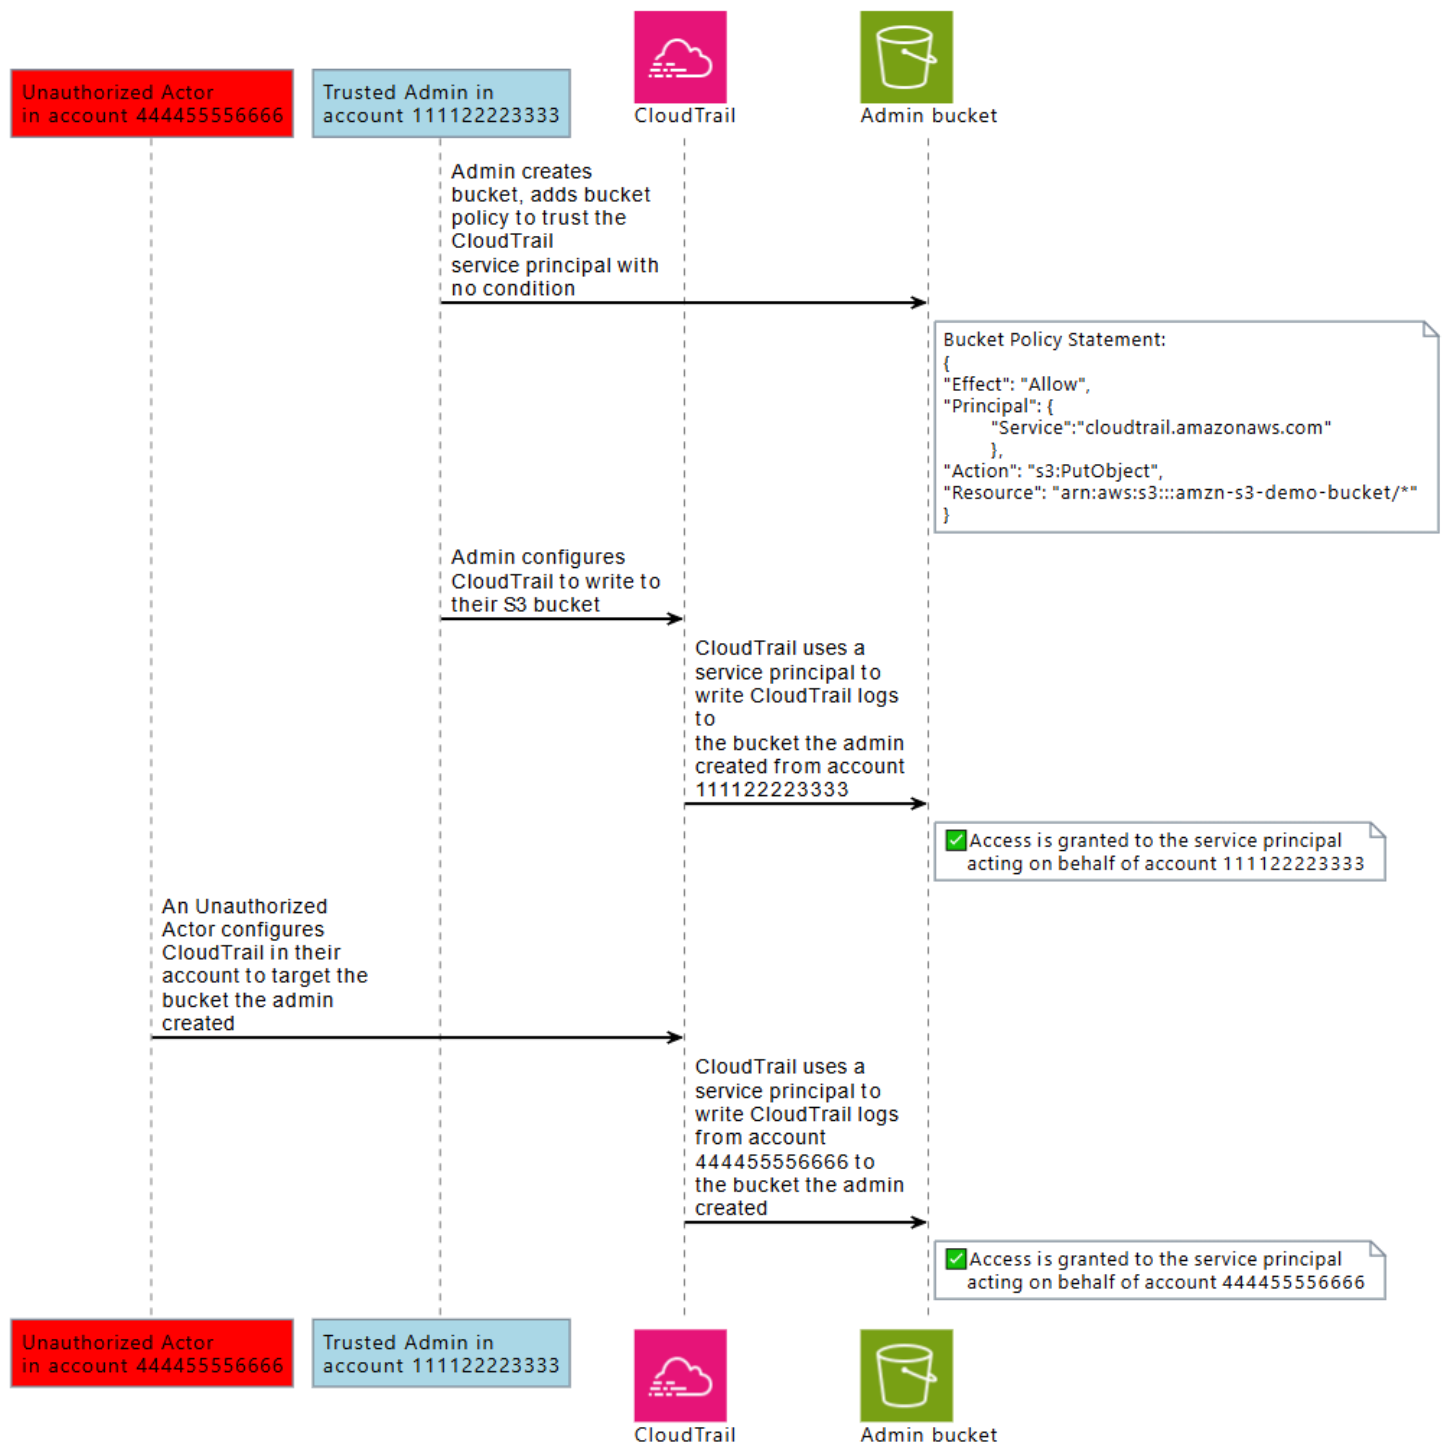 Unauthorized Actor
in account 444455556666
Trusted Admin in
account 111122223333
CloudTrail
Admin bucket
Admin creates
bucket, adds bucket
policy to trust the
CloudTrail
service principal with
no condition
Bucket Policy Statement:
{
"Effect": "Allow",
"Principal": {
"Service":"cloudtrail.amazonaws.com"
},
"Action": "s3:PutObject",
"Resource": "arn:aws:s3:::amzn-s3-demo-bucket/*"
}
Admin configures
CloudTrail to write to
their S3 bucket
CloudTrail uses a
service principal to
write CloudTrail logs
to
the bucket the admin
created from account
111122223333
✅Access is granted to the service principal
acting on behalf of account 111122223333
An Unauthorized
Actor configures
CloudTrail in their
account to target the
bucket the admin
created
CloudTrail uses a
service principal to
write CloudTrail logs
from account
444455556666 to
the bucket the admin
created
✅Access is granted to the service principal
acting on behalf of account 444455556666
Unauthorized Actor
in account 444455556666
Trusted Admin in
account 111122223333
CloudTrail
Admin bucket